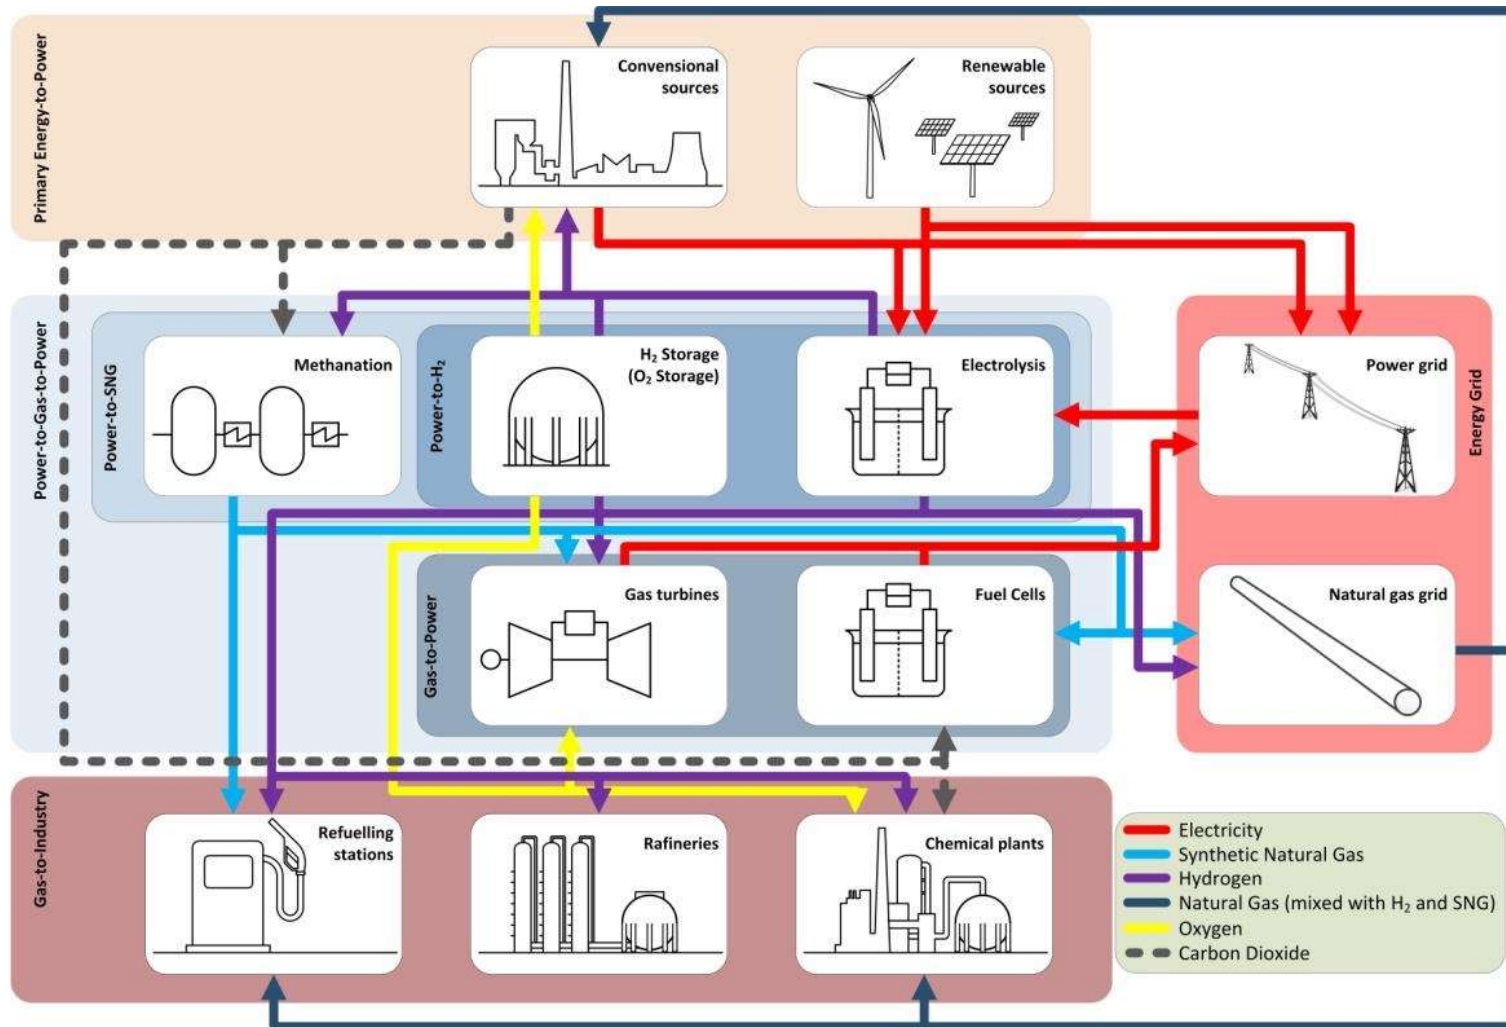 Primary Energy-to-Power
Convensional
sources
Renewable
sources
Power-to-Gas-to-Power
Power-to-SNG
Methanation
Power-to-H₂
H₂ Storage
(O₂ Storage)
Electrolysis
Power grid
Energy Grid
Gas-to-Power
Gas turbines
Fuel Cells
Natural gas grid
Gas-to-Industry
Refuelling
stations
Rafineries
Chemical plants
Electricity
Synthetic Natural Gas
Hydrogen
Natural Gas (mixed with H₂ and SNG)
Oxygen
Carbon Dioxide